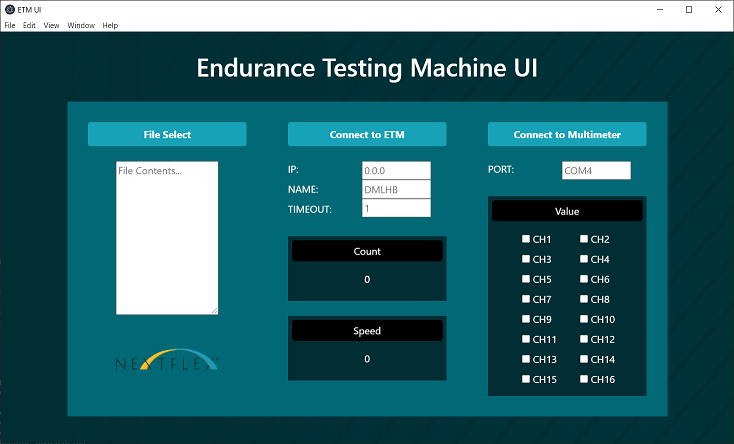 ETM UI
File Edit View Window Help
Endurance Testing Machine UI
File Select
File Contents...
NEXTFLEX
Connect to ETM
IP: 0.0.0
NAME: DMLHB
TIMEOUT: 1
Count
0
Speed
0
Connect to Multimeter
PORT: COM4
Value
CH1 CH2
CH3 CH4
CH5 CH6
CH7 CH8
CH9 CH10
CH11 CH12
CH13 CH14
CH15 CH16